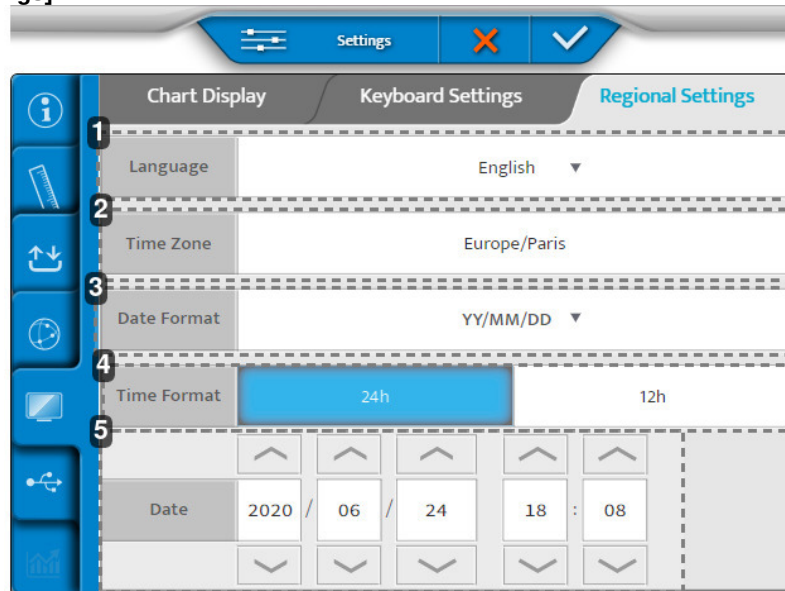 Settings
Chart Display Keyboard Settings Regional Settings
1
Language English ▼
2
Time Zone Europe/Paris
3
Date Format YY/MM/DD ▼
4
Time Format 24h 12h
5
Date 2020 / 06 / 24 18 : 08